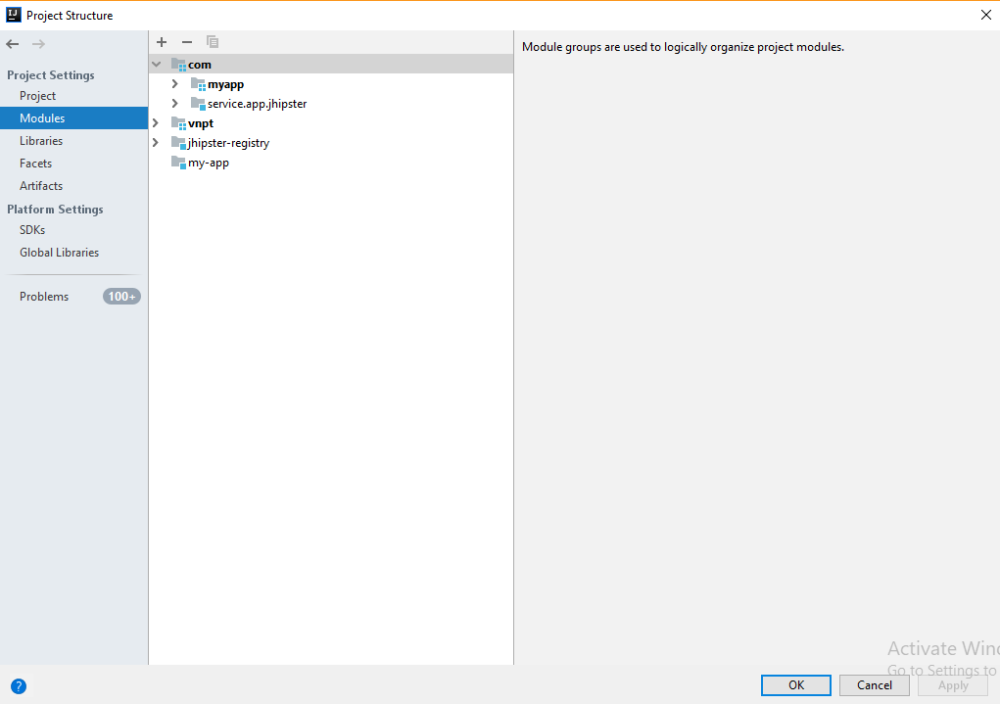 IJ
Project Structure
Project Settings
Project
Modules
Libraries
Facets
Artifacts
Platform Settings
SDKs
Global Libraries
Problems 100+
com
myapp
service.app.jhipster
vnpt
jhipster-registry
my-app
Module groups are used to logically organize project modules.
Activate Win
Go to Settings to
?
OK
Cancel
Apply